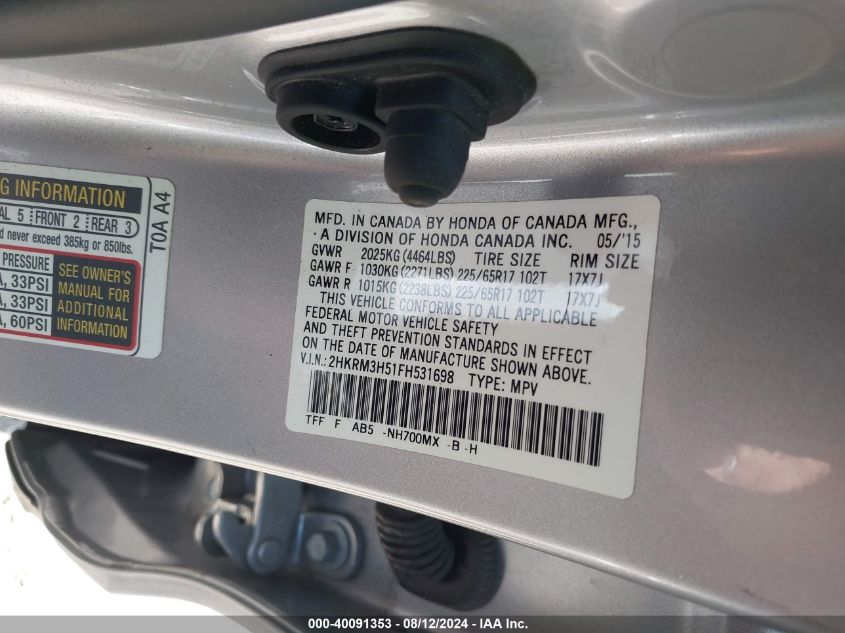 G INFORMATION
AL 5 FRONT 2 REAR 3
never exceed 385kg or 850lbs.
PRESSURE
A, 33PSI
A, 33PSI
A, 60PSI
SEE OWNER'S
MANUAL FOR
ADDITIONAL
INFORMATION
T0A A4
MFD. IN CANADA BY HONDA OF CANADA MFG.,
A DIVISION OF HONDA CANADA INC. 05/'15
GVWR 2025KG (4464LBS) TIRE SIZE RIM SIZE
GAWR F 1030KG (2271LBS) 225/65R17 102T 17X7J
GAWR R 1015KG (2238LBS) 225/65R17 102T 17X7J
THIS VEHICLE CONFORMS TO ALL APPLICABLE
FEDERAL MOTOR VEHICLE SAFETY
AND THEFT PREVENTION STANDARDS IN EFFECT
ON THE DATE OF MANUFACTURE SHOWN ABOVE.
V.I.N.: 2HKRM3H51FH531698 TYPE: MPV
TFF F AB5 -NH700MX -B -H
000-40091353 - 08/12/2024 - IAA Inc.